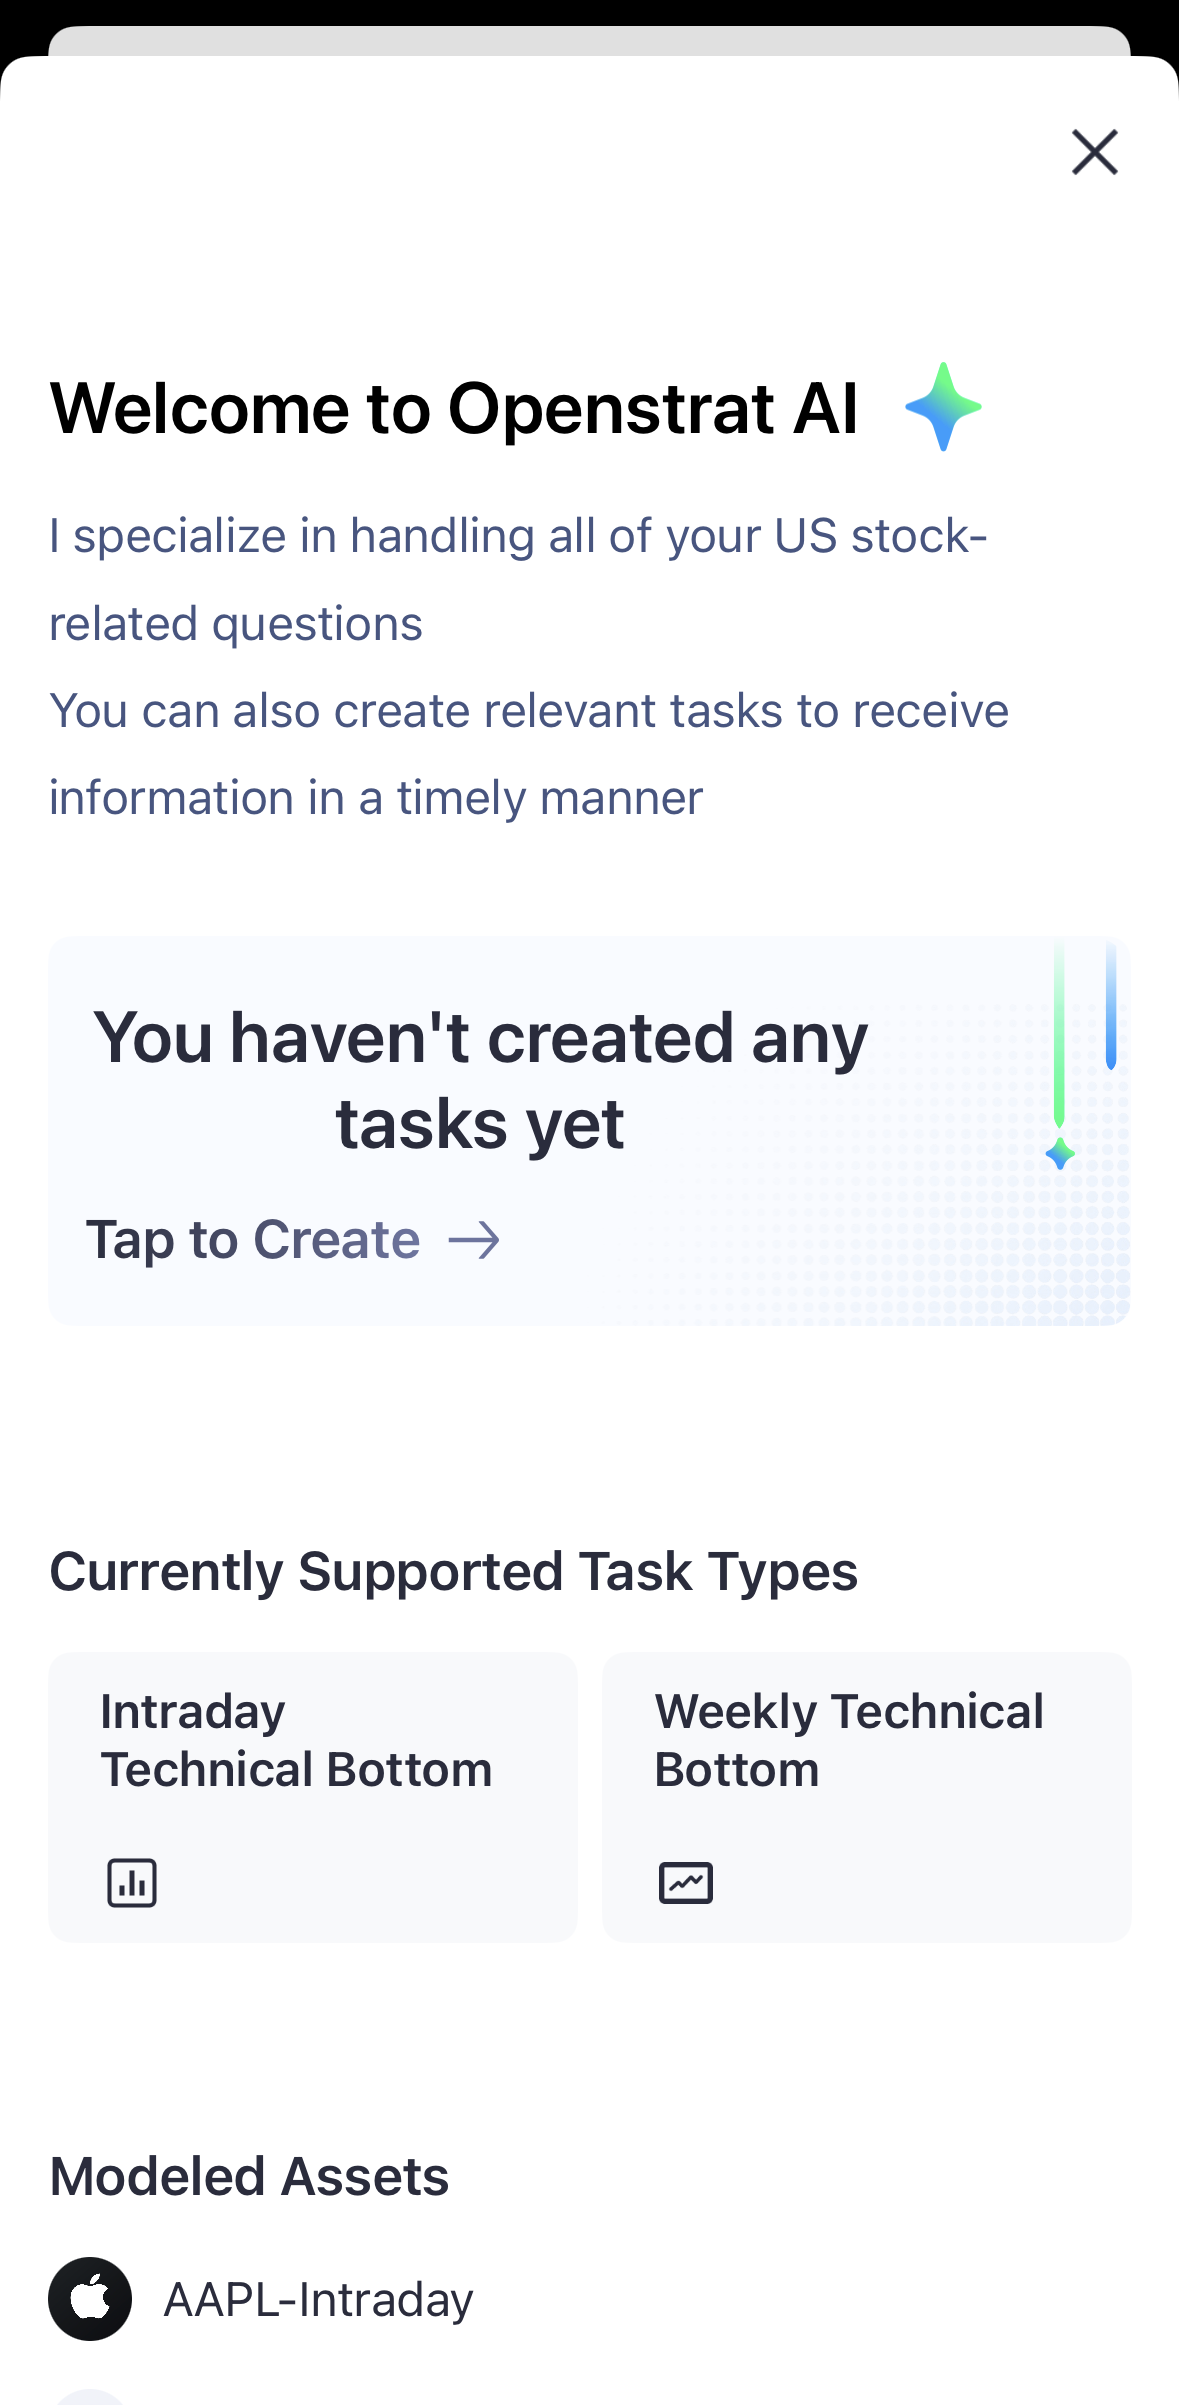 Welcome to Openstrat AI
I specialize in handling all of your US stock-
related questions
You can also create relevant tasks to receive
information in a timely manner
You haven't created any
tasks yet
Tap to Create →
Currently Supported Task Types
Intraday
Technical Bottom
Weekly Technical
Bottom
Modeled Assets
AAPL-Intraday